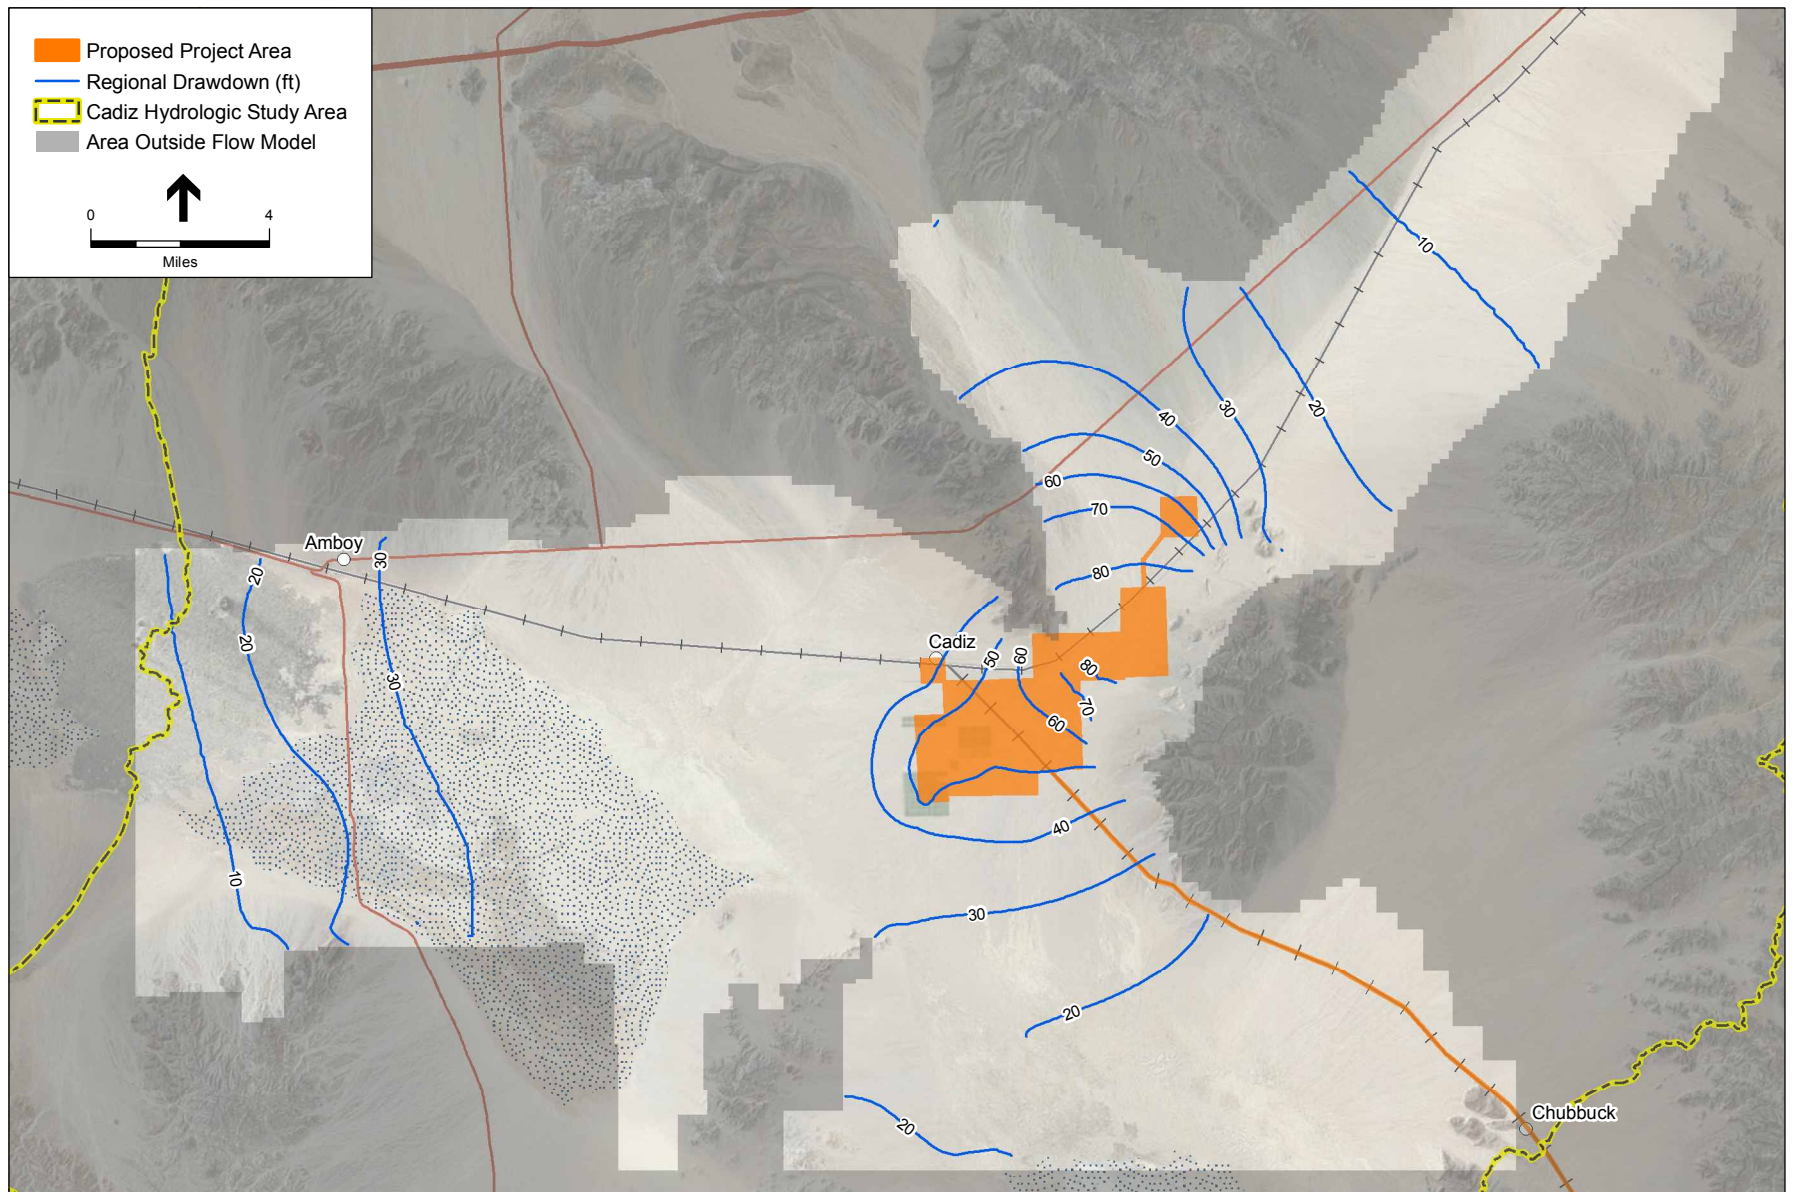 Proposed Project Area
Regional Drawdown (ft)
Cadiz Hydrologic Study Area
Area Outside Flow Model
0 4
Miles
10
40
30
20
50
60
70
Amboy
30
20
80
Cadiz
20
50
60
80
30
70
60
40
10
30
20
Chubbuck
20